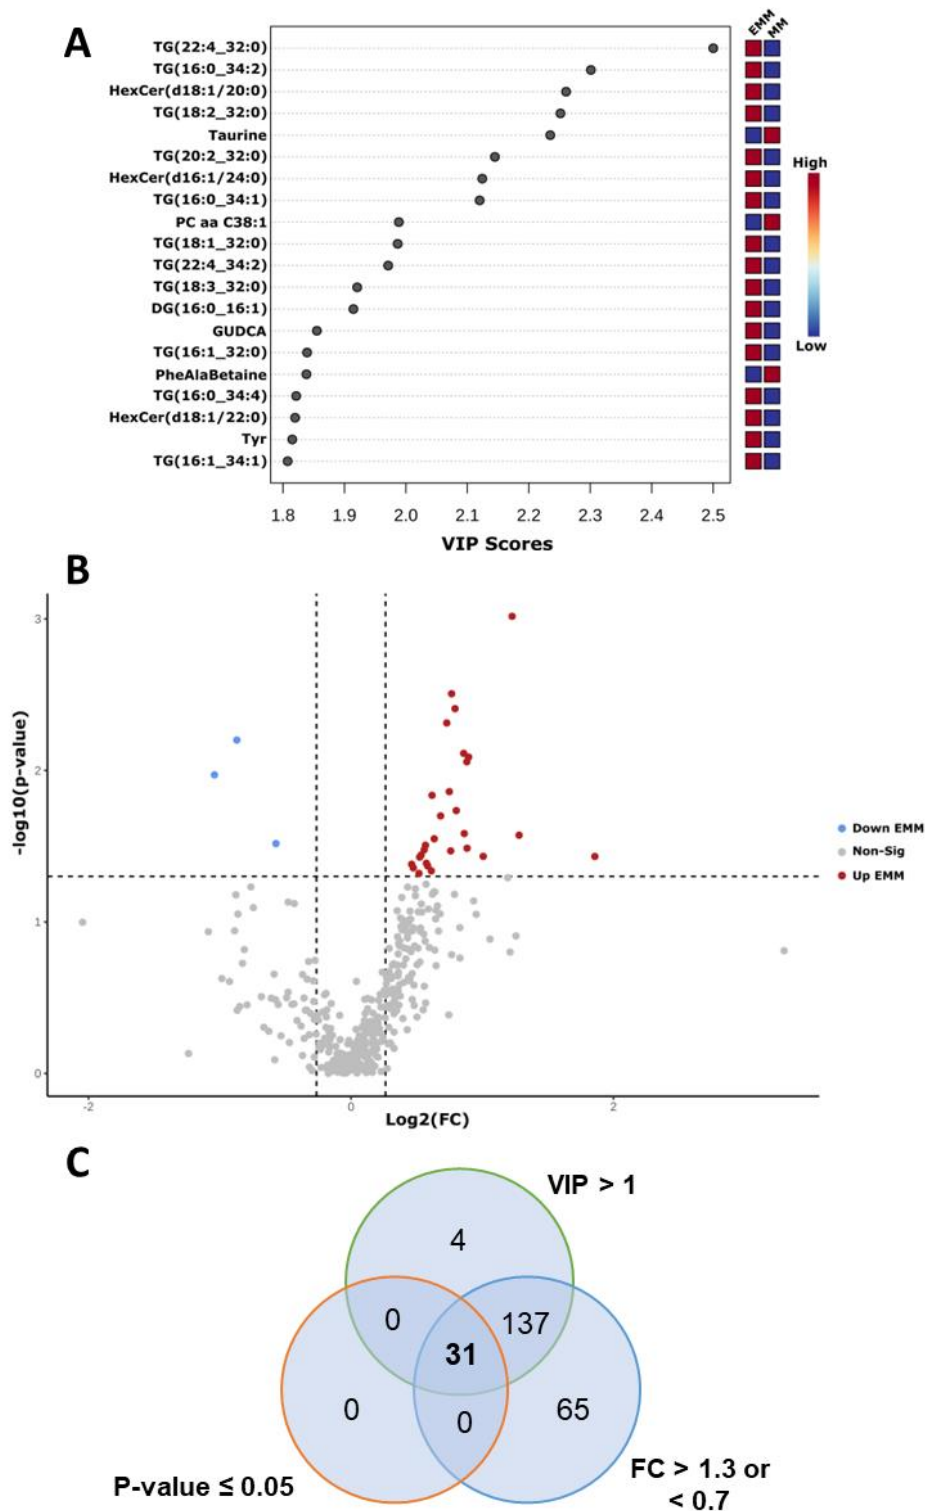 A
EMM MM
TG(22:4_32:0)
TG(16:0_34:2)
HexCer(d18:1/20:0)
TG(18:2_32:0)
Taurine
TG(20:2_32:0)
HexCer(d16:1/24:0)
TG(16:0_34:1)
PC aa C38:1
TG(18:1_32:0)
TG(22:4_34:2)
TG(18:3_32:0)
DG(16:0_16:1)
GUDCA
TG(16:1_32:0)
PheAlaBetaine
TG(16:0_34:4)
HexCer(d18:1/22:0)
Tyr
TG(16:1_34:1)
High
Low
1.8 1.9 2.0 2.1 2.2 2.3 2.4 2.5
VIP Scores
B
-log10(p-value)
3
2
1
0
-2 0 2
Log2(FC)
Down EMM
Non-Sig
Up EMM
C
VIP > 1
4
0
137
31
0
0
65
P-value ≤ 0.05
FC > 1.3 or
< 0.7